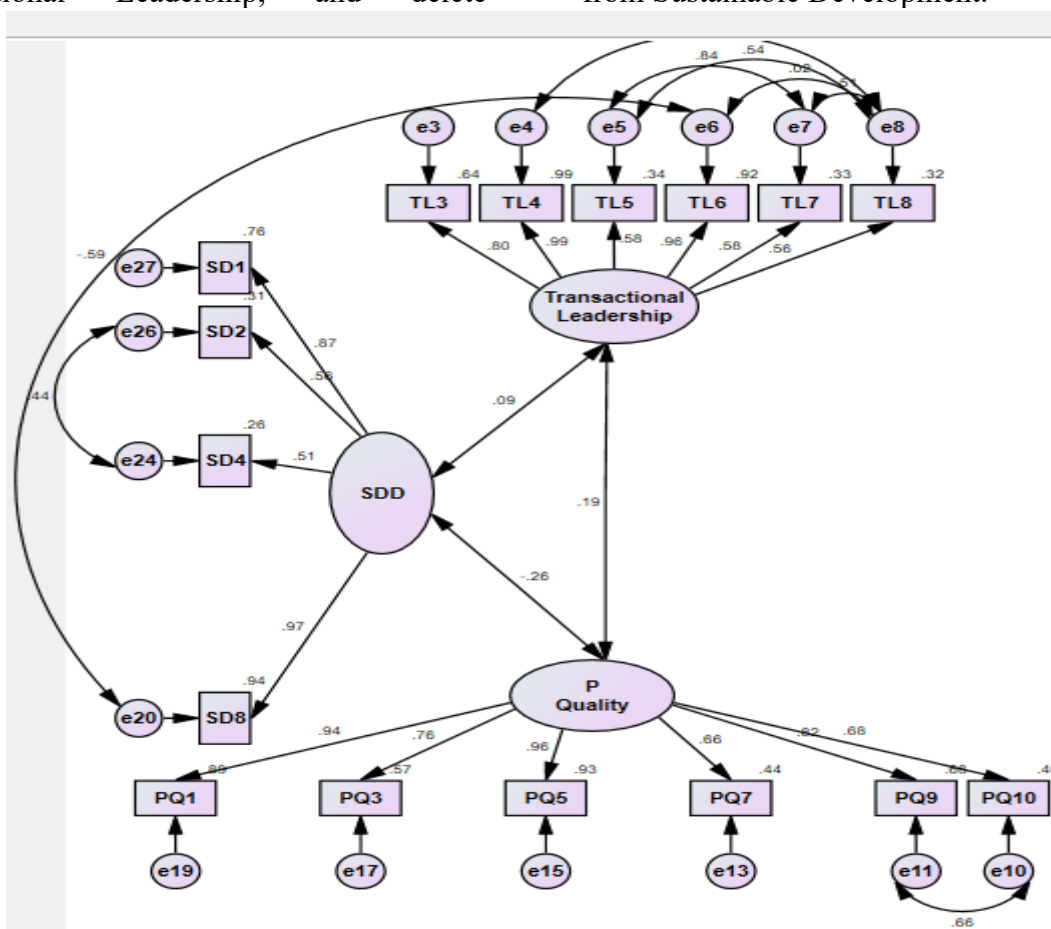 sional Leadership, and delete from Sustainable Development.
.84 .54
.02 .51
e3 e4 e5 e6 e7 e8
.64 .99 .34 .92 .33 .32
TL3 TL4 TL5 TL6 TL7 TL8
.80 .99 .58 .96 .58 .56
Transactional
Leadership
-.59
.76
e27 SD1
.31
e26 SD2
.87
.44
.26
e24 SD4
.51
SDD
.09
.19
-.26
.97
.94
e20 SD8
P
Quality
.94 .76 .96 .66 .68
.57 .93 .44
PQ1 PQ3 PQ5 PQ7 PQ9 PQ10
e19 e17 e15 e13 e11 e10
.66